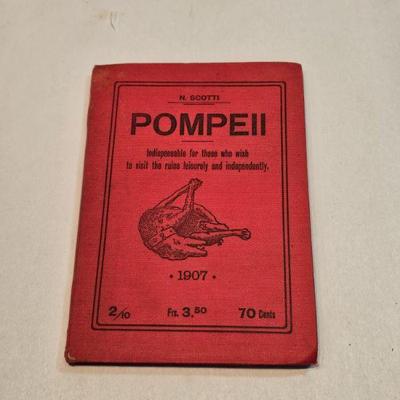 N. SCOTTI
POMPEII
Indispensable for those who wish
to visit the ruins leisurely and independently.
• 1907 •
2/10 Frs. 3,50 70 Cents